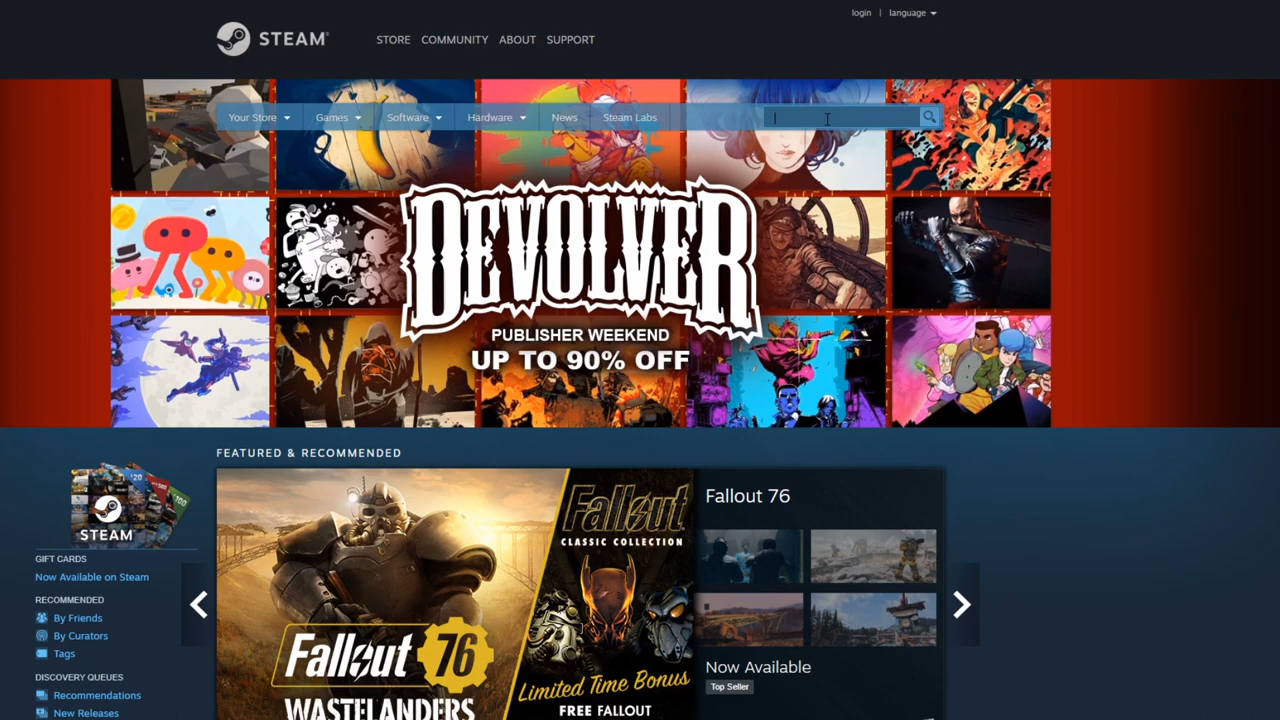 login | language
STEAM
STORE COMMUNITY ABOUT SUPPORT
Your Store Games Software Hardware News Steam Labs
DEVOLVER
PUBLISHER WEEKEND
UP TO 90% OFF
FEATURED & RECOMMENDED
20
50
100
STEAM
GIFT CARDS
Now Available on Steam
RECOMMENDED
By Friends
By Curators
Tags
DISCOVERY QUEUES
Recommendations
New Releases
Fallout
CLASSIC COLLECTION
Fallout 76
WASTELANDERS
Limited Time Bonus
FREE FALLOUT
Fallout 76
Now Available
Top Seller